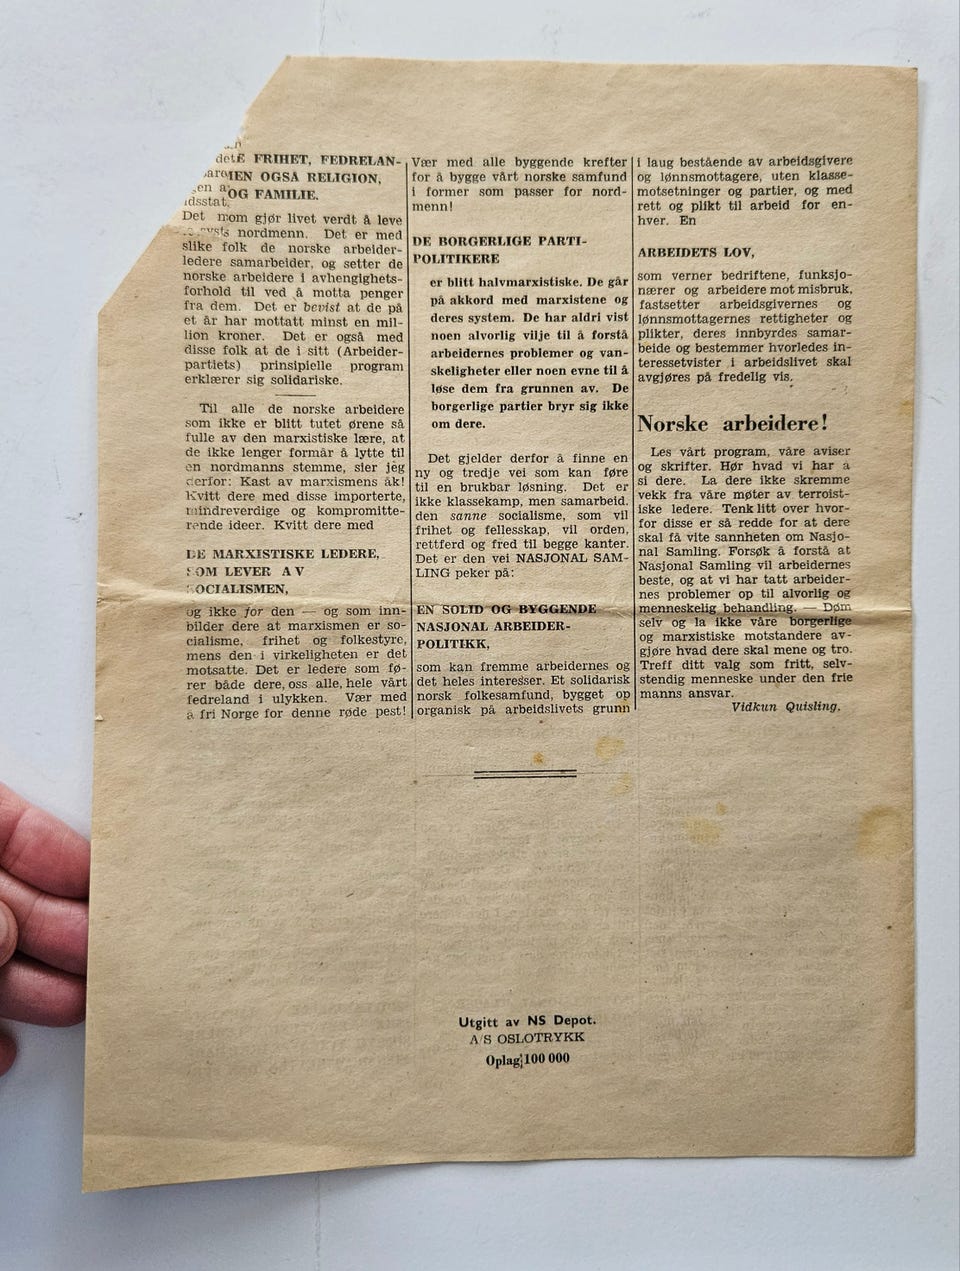 FRIHET, FEDRELAN-
MEN OGSÅ RELIGION,
OG FAMILIE.
idsstat.
Det som gjør livet verdt å leve
nordmenn. Det er med
slike folk de norske arbeider-
ledere samarbeider, og setter de
norske arbeidere i avhengighets-
forhold til ved å motta penger
fra dem. Det er bevist at de på
et år har mottatt minst en mil-
lion kroner. Det er også med
disse folk at de i sitt (Arbeider-
partiets) prinsipielle program
erklærer sig solidariske.
Til alle de norske arbeidere
som ikke er blitt tutet ørene så
fulle av den marxistiske lære, at
de ikke lenger formår å lytte til
en nordmanns stemme, sier jeg
derfor: Kast av marxismens åk!
Kvitt dere med disse importerte,
mindreverdige og kompromitte-
rende ideer. Kvitt dere med
DE MARXISTISKE LEDERE,
SOM LEVER AV
SOCIALISMEN,
og ikke for den — og som inn-
bilder dere at marxismen er so-
cialisme, frihet og folkestyre,
mens den i virkeligheten er det
motsatte. Det er ledere som fø-
rer både dere, oss alle, hele vårt
fedreland i ulykken. Vær med
å fri Norge for denne røde pest!
Vær med alle byggende krefter
for å bygge vårt norske samfund
i former som passer for nord-
menn!
DE BORGERLIGE PARTI-
POLITIKERE
er blitt halvmarxistiske. De går
på akkord med marxistene og
deres system. De har aldri vist
noen alvorlig vilje til å forstå
arbeidernes problemer og van-
skeligheter eller noen evne til å
løse dem fra grunnen av. De
borgerlige partier bryr sig ikke
om dere.
Det gjelder derfor å finne en
ny og tredje vei som kan føre
til en brukbar løsning. Det er
ikke klassekamp, men samarbeid.
den sanne socialisme, som vil
frihet og fellesskap, vil orden,
rettferd og fred til begge kanter.
Det er den vei NASJONAL SAM-
LING peker på:
EN SOLID OG BYGGENDE
NASJONAL ARBEIDER-
POLITIKK,
som kan fremme arbeidernes og
det heles interesser. Et solidarisk
norsk folkesamfund, bygget op
organisk på arbeidslivets grunn
i laug bestående av arbeidsgivere
og lønnsmottagere, uten klasse-
motsetninger og partier, og med
rett og plikt til arbeid for en-
hver. En
ARBEIDETS LOV,
som verner bedriftene, funksjo-
nærer og arbeidere mot misbruk,
fastsetter arbeidsgivernes og
lønnsmottagernes rettigheter og
plikter, deres innbyrdes samar-
beide og bestemmer hvorledes in-
teressetvister i arbeidslivet skal
avgjøres på fredelig vis.
Norske arbeidere!
Les vårt program, våre aviser
og skrifter. Hør hvad vi har å
si dere. La dere ikke skremme
vekk fra våre møter av terroist-
iske ledere. Tenk litt over hvor-
for disse er så redde for at dere
skal få vite sannheten om Nasjo-
nal Samling. Forsøk å forstå at
Nasjonal Samling vil arbeidernes
beste, og at vi har tatt arbeider-
nes problemer op til alvorlig og
menneskelig behandling. — Døm
selv og la ikke våre borgerlige
og marxistiske motstandere av-
gjøre hvad dere skal mene og tro.
Treff ditt valg som fritt, selv-
stendig menneske under den frie
manns ansvar.
Vidkun Quisling.
Utgitt av NS Depot.
A/S OSLOTRYKK
Oplag: 100 000